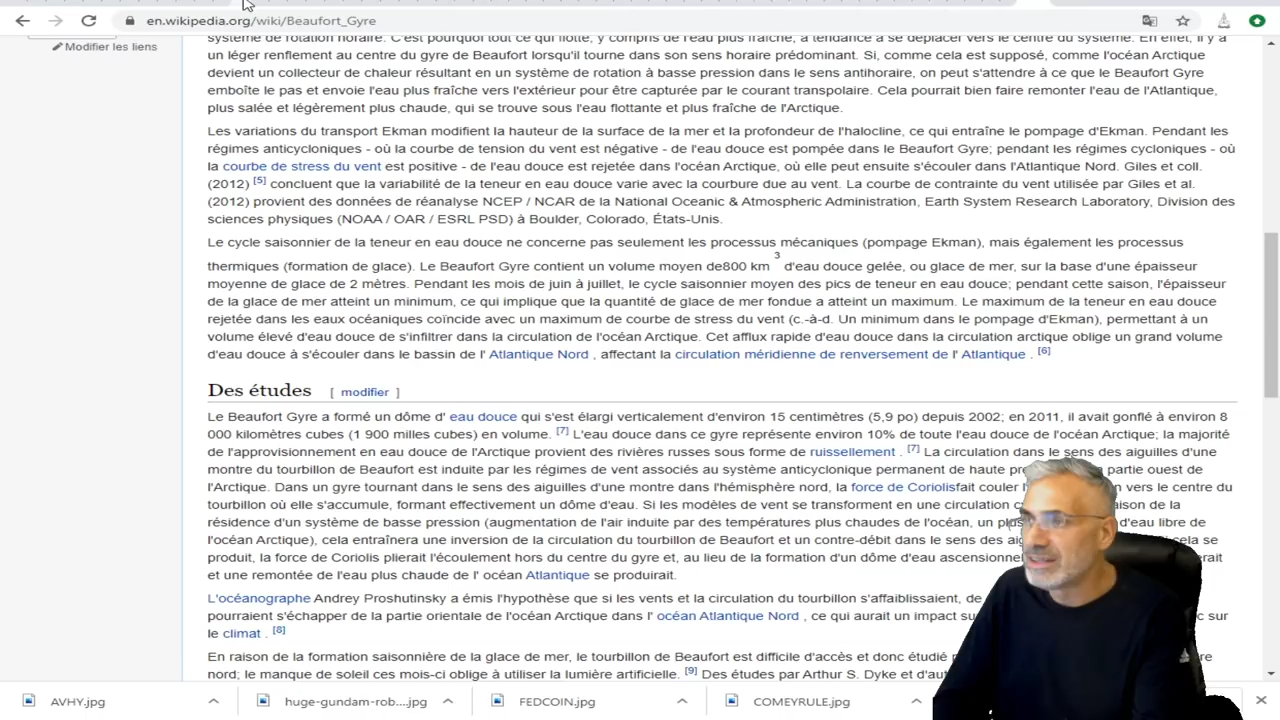 en.wikipedia.org/wiki/Beaufort_Gyre
Modifier les liens
système de rotation horaire. C'est pourquoi tout ce qui flotte, y compris de l'eau plus fraîche, a tendance à se déplacer vers le centre du système. En effet, il y a
un léger renflement au centre du gyre de Beaufort lorsqu'il tourne dans son sens horaire prédominant. Si, comme cela est supposé, comme l'océan Arctique
devient un collecteur de chaleur résultant en un système de rotation à basse pression dans le sens antihoraire, on peut s'attendre à ce que le Beaufort Gyre
emboîte le pas et envoie l'eau plus fraîche vers l'extérieur pour être capturée par le courant transpolaire. Cela pourrait bien faire remonter l'eau de l'Atlantique,
plus salée et légèrement plus chaude, qui se trouve sous l'eau flottante et plus fraîche de l'Arctique.
Les variations du transport Ekman modifient la hauteur de la surface de la mer et la profondeur de l'halocline, ce qui entraîne le pompage d'Ekman. Pendant les
régimes anticycloniques - où la courbe de tension du vent est négative - de l'eau douce est pompée dans le Beaufort Gyre; pendant les régimes cycloniques - où
la courbe de stress du vent est positive - de l'eau douce est rejetée dans l'océan Arctique, où elle peut ensuite s'écouler dans l'Atlantique Nord. Giles et coll.
(2012) [5] concluent que la variabilité de la teneur en eau douce varie avec la courbure due au vent. La courbe de contrainte du vent utilisée par Giles et al.
(2012) provient des données de réanalyse NCEP / NCAR de la National Oceanic & Atmospheric Administration, Earth System Research Laboratory, Division des
sciences physiques (NOAA / OAR / ESRL PSD) à Boulder, Colorado, États-Unis.
Le cycle saisonnier de la teneur en eau douce ne concerne pas seulement les processus mécaniques (pompage Ekman), mais également les processus
thermiques (formation de glace). Le Beaufort Gyre contient un volume moyen de800 km 3 d'eau douce gelée, ou glace de mer, sur la base d'une épaisseur
moyenne de glace de 2 mètres. Pendant les mois de juin à juillet, le cycle saisonnier moyen des pics de teneur en eau douce; pendant cette saison, l'épaisseur
de la glace de mer atteint un minimum, ce qui implique que la quantité de glace de mer fondue a atteint un maximum. Le maximum de la teneur en eau douce
rejetée dans les eaux océaniques coïncide avec un maximum de courbe de stress du vent (c.-à-d. Un minimum dans le pompage d'Ekman), permettant à un
volume élevé d'eau douce de s'infiltrer dans la circulation de l'océan Arctique. Cet afflux rapide d'eau douce dans la circulation arctique oblige un grand volume
d'eau douce à s'écouler dans le bassin de l' Atlantique Nord , affectant la circulation méridienne de renversement de l' Atlantique . [6]
Des études [ modifier ]
Le Beaufort Gyre a formé un dôme d' eau douce qui s'est élargi verticalement d'environ 15 centimètres (5,9 po) depuis 2002; en 2011, il avait gonflé à environ 8
000 kilomètres cubes (1 900 milles cubes) en volume. [7] L'eau douce dans ce gyre représente environ 10% de toute l'eau douce de l'océan Arctique; la majorité
de l'approvisionnement en eau douce de l'Arctique provient des rivières russes sous forme de ruissellement . [7] La circulation dans le sens des aiguilles d'une
montre du tourbillon de Beaufort est induite par les régimes de vent associés au système anticyclonique permanent de haute partie ouest de
l'Arctique. Dans un gyre tournant dans le sens des aiguilles d'une montre dans l'hémisphère nord, la force de Coriolisfait couler vers le centre du
tourbillon où elle s'accumule, formant effectivement un dôme d'eau. Si les modèles de vent se transforment en une circulation raison de la
résidence d'un système de basse pression (augmentation de l'air induite par des températures plus chaudes de l'océan, un d'eau libre de
l'océan Arctique), cela entraînera une inversion de la circulation du tourbillon de Beaufort et un contre-débit dans le sens des cela se
produit, la force de Coriolis plierait l'écoulement hors du centre du gyre et, au lieu de la formation d'un dôme d'eau ascensionnel
et une remontée de l'eau plus chaude de l' océan Atlantique se produirait.
L'océanographe Andrey Proshutinsky a émis l'hypothèse que si les vents et la circulation du tourbillon s'affaiblissaient, de
pourraient s'échapper de la partie orientale de l'océan Arctique dans l' océan Atlantique Nord , ce qui aurait un impact sur
le climat . [8]
En raison de la formation saisonnière de la glace de mer, le tourbillon de Beaufort est difficile d'accès et donc étudié
nord; le manque de soleil ces mois-ci oblige à utiliser la lumière artificielle. [9] Des études par Arthur S. Dyke et
AVHY.jpg
huge-gundam-rob....jpg
FEDCOIN.jpg
COMEYRULE.jpg